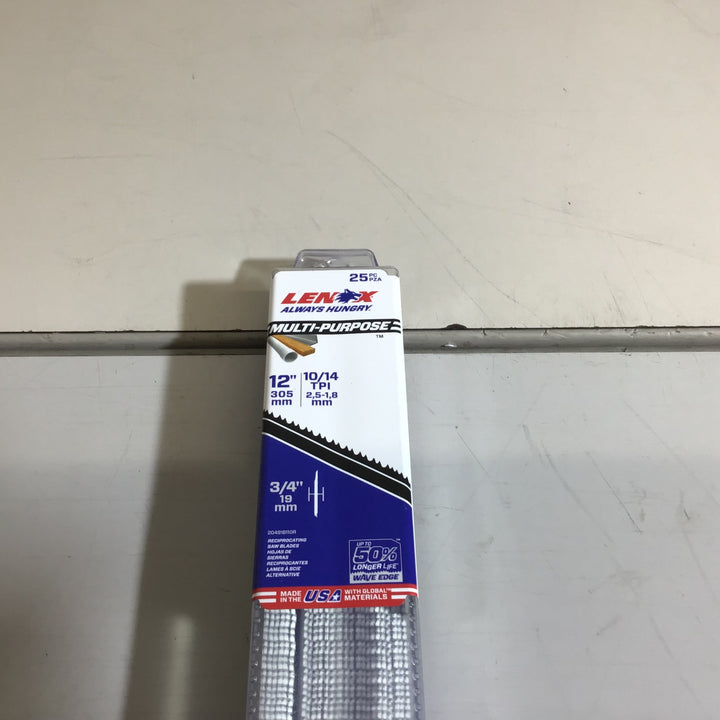 25 PC
PZA
LENOX
ALWAYS HUNGRY.
MULTI-PURPOSE
TM
12"
305
mm
10/14
TPI
2,5-1,8
mm
3/4"
19
mm
RECIPROCATING
SAW BLADES
HOJAS DE
SIERRAS
RECIPROCANTES
LAMES À SCIE
ALTERNATIVE
UP TO
50%
LONGER LIFE
WAVE EDGE
MADE
IN THE
USA
WITH GLOBAL
MATERIALS